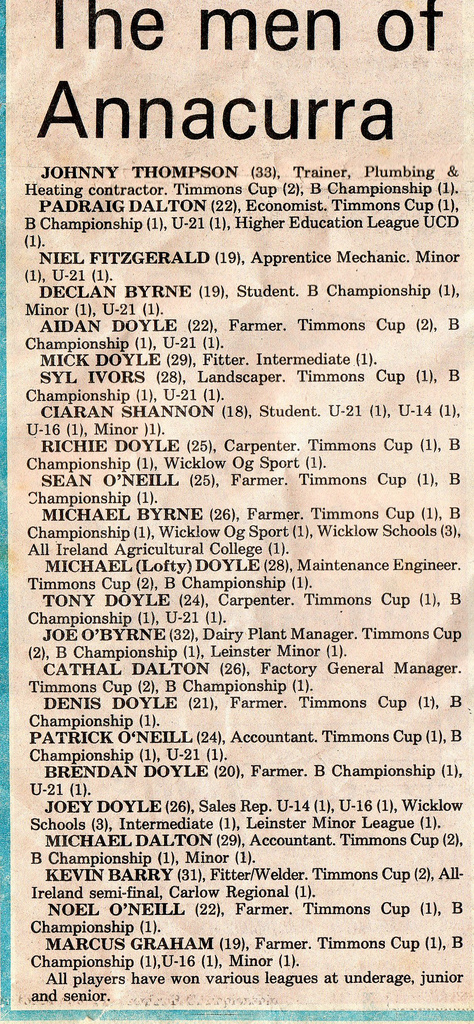 The men of
Annacurra
JOHNNY THOMPSON (33), Trainer, Plumbing &
Heating contractor. Timmons Cup (2), B Championship (1).
PADRAIG DALTON (22), Economist. Timmons Cup (1),
B Championship (1), U-21 (1), Higher Education League UCD
(1).
NIEL FITZGERALD (19), Apprentice Mechanic. Minor
(1), U-21 (1).
DECLAN BYRNE (19), Student. B Championship (1),
Minor (1), U-21 (1).
AIDAN DOYLE (22), Farmer. Timmons Cup (2), B
Championship (1), U-21 (1).
MICK DOYLE (29), Fitter. Intermediate (1).
SYL IVORS (28), Landscaper. Timmons Cup (1), B
Championship (1), U-21 (1).
CIARAN SHANNON (18), Student. U-21 (1), U-14 (1),
U-16 (1), Minor )1).
RICHIE DOYLE (25), Carpenter. Timmons Cup (1), B
Championship (1), Wicklow Og Sport (1).
SEAN O'NEILL (25), Farmer. Timmons Cup (1), B
Championship (1).
MICHAEL BYRNE (26), Farmer. Timmons Cup (1), B
Championship (1), Wicklow Og Sport (1), Wicklow Schools (3),
All Ireland Agricultural College (1).
MICHAEL (Lofty) DOYLE (28), Maintenance Engineer.
Timmons Cup (2), B Championship (1).
TONY DOYLE (24), Carpenter. Timmons Cup (1), B
Championship (1), U-21 (1).
JOE O'BYRNE (32), Dairy Plant Manager. Timmons Cup
(2), B Championship (1), Leinster Minor (1).
CATHAL DALTON (26), Factory General Manager.
Timmons Cup (2), B Championship (1).
DENIS DOYLE (21), Farmer. Timmons Cup (1), B
Championship (1).
PATRICK O'NEILL (24), Accountant. Timmons Cup (1), B
Championship (1), U-21 (1).
BRENDAN DOYLE (20), Farmer. B Championship (1),
U-21 (1).
JOEY DOYLE (26), Sales Rep. U-14 (1), U-16 (1), Wicklow
Schools (3), Intermediate (1), Leinster Minor League (1).
MICHAEL DALTON (29), Accountant. Timmons Cup (2),
B Championship (1), Minor (1).
KEVIN BARRY (31), Fitter/Welder. Timmons Cup (2), All-
Ireland semi-final, Carlow Regional (1).
NOEL O'NEILL (22), Farmer. Timmons Cup (1), B
Championship (1).
MARCUS GRAHAM (19), Farmer. Timmons Cup (1), B
Championship (1),U-16 (1), Minor (1).
All players have won various leagues at underage, junior
and senior.